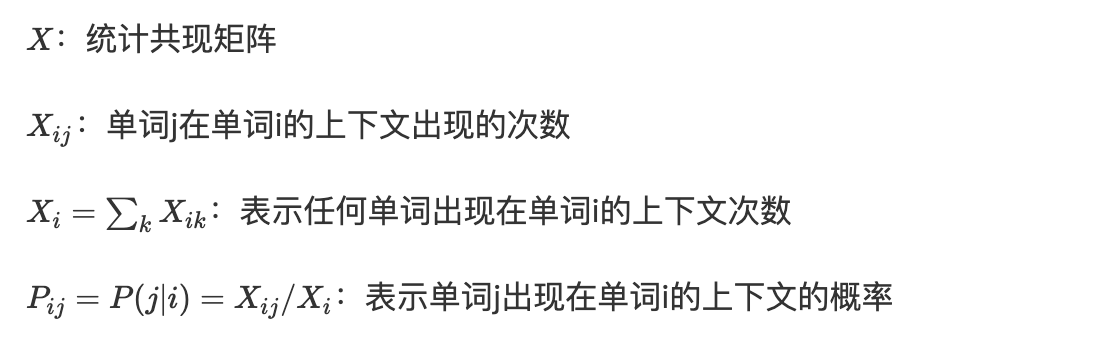 X：统计共现矩阵
X_{ij}：单词j在单词i的上下文出现的次数
X_i = ∑_k X_{ik}：表示任何单词出现在单词i的上下文次数
P_{ij} = P(j|i) = X_{ij}/X_i：表示单词j出现在单词i的上下文的概率